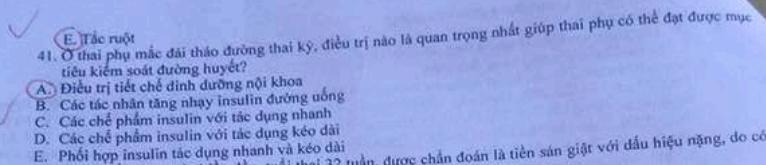 E. Tắc ruột
41. Ở thai phụ mắc đái tháo đường thai kỳ, điều trị nào là quan trọng nhất giúp thai phụ có thể đạt được mục
tiêu kiểm soát đường huyết?
A. Điều trị tiết chế dinh dưỡng nội khoa
B. Các tác nhân tăng nhạy insulin đường uống
C. Các chế phẩm insulin với tác dụng nhanh
D. Các chế phẩm insulin với tác dụng kéo dài
E. Phối hợp insulin tác dụng nhanh và kéo dài
tuần, được chẩn đoán là tiền sản giật với dấu hiệu nặng, do có